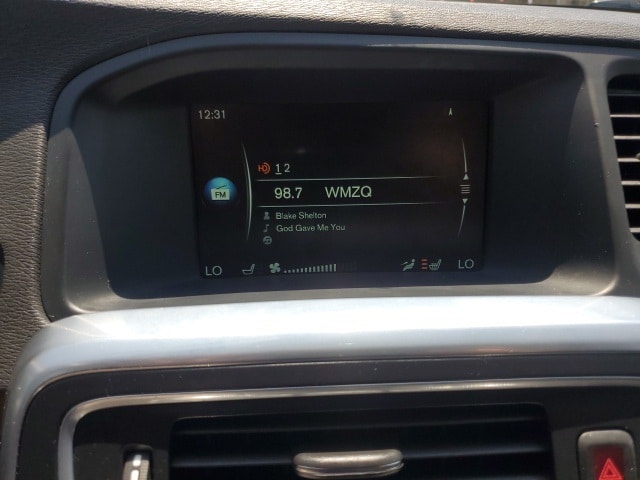 12:31
1 2
FM
98.7 WMZQ
Blake Shelton
God Gave Me You
LO
LO